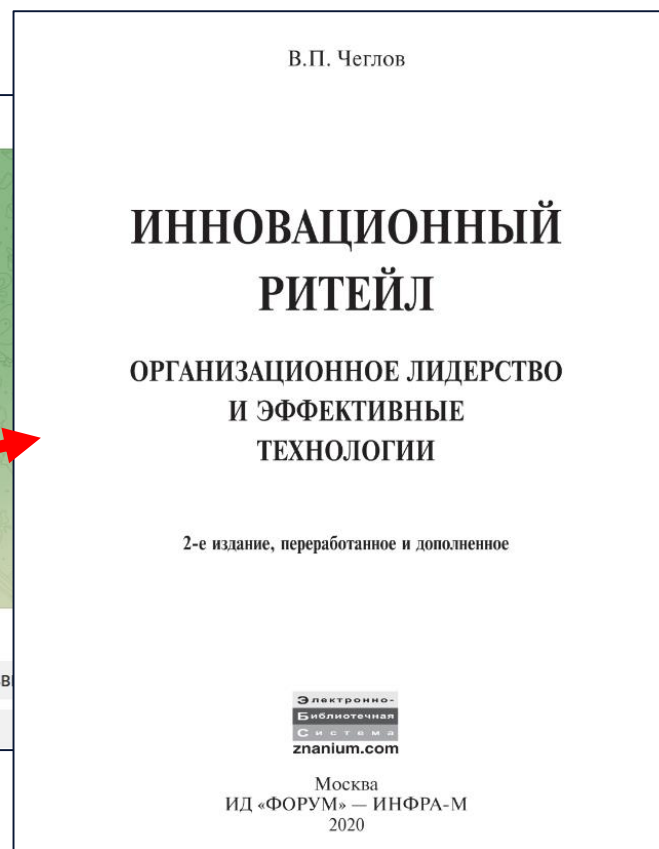 В.П. Чеглов
ИННОВАЦИОННЫЙ
РИТЕЙЛ
ОРГАНИЗАЦИОННОЕ ЛИДЕРСТВО
И ЭФФЕКТИВНЫЕ
ТЕХНОЛОГИИ
2-е издание, переработанное и дополненное
Электронно-
Библиотечная
Система
znanium.com
Москва
ИД «ФОРУМ» — ИНФРА-М
2020